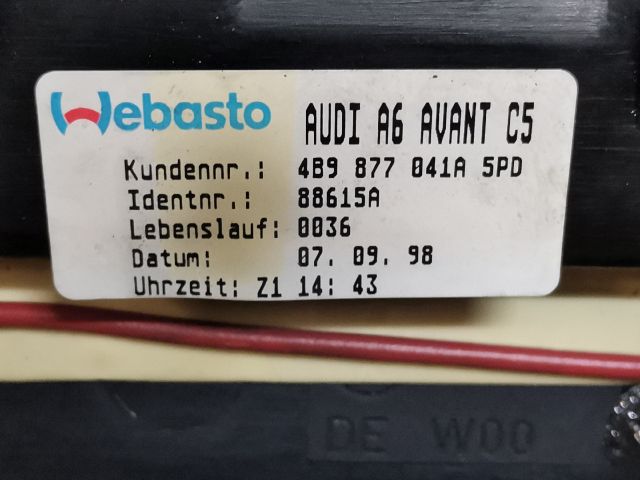 Webasto AUDI A6 AVANT C5
Kundennr.: 4B9 877 041A 5PD
Identnr.: 88615A
Lebenslauf: 0036
Datum: 07. 09. 98
Uhrzeit: Z1 14: 43
DE W00